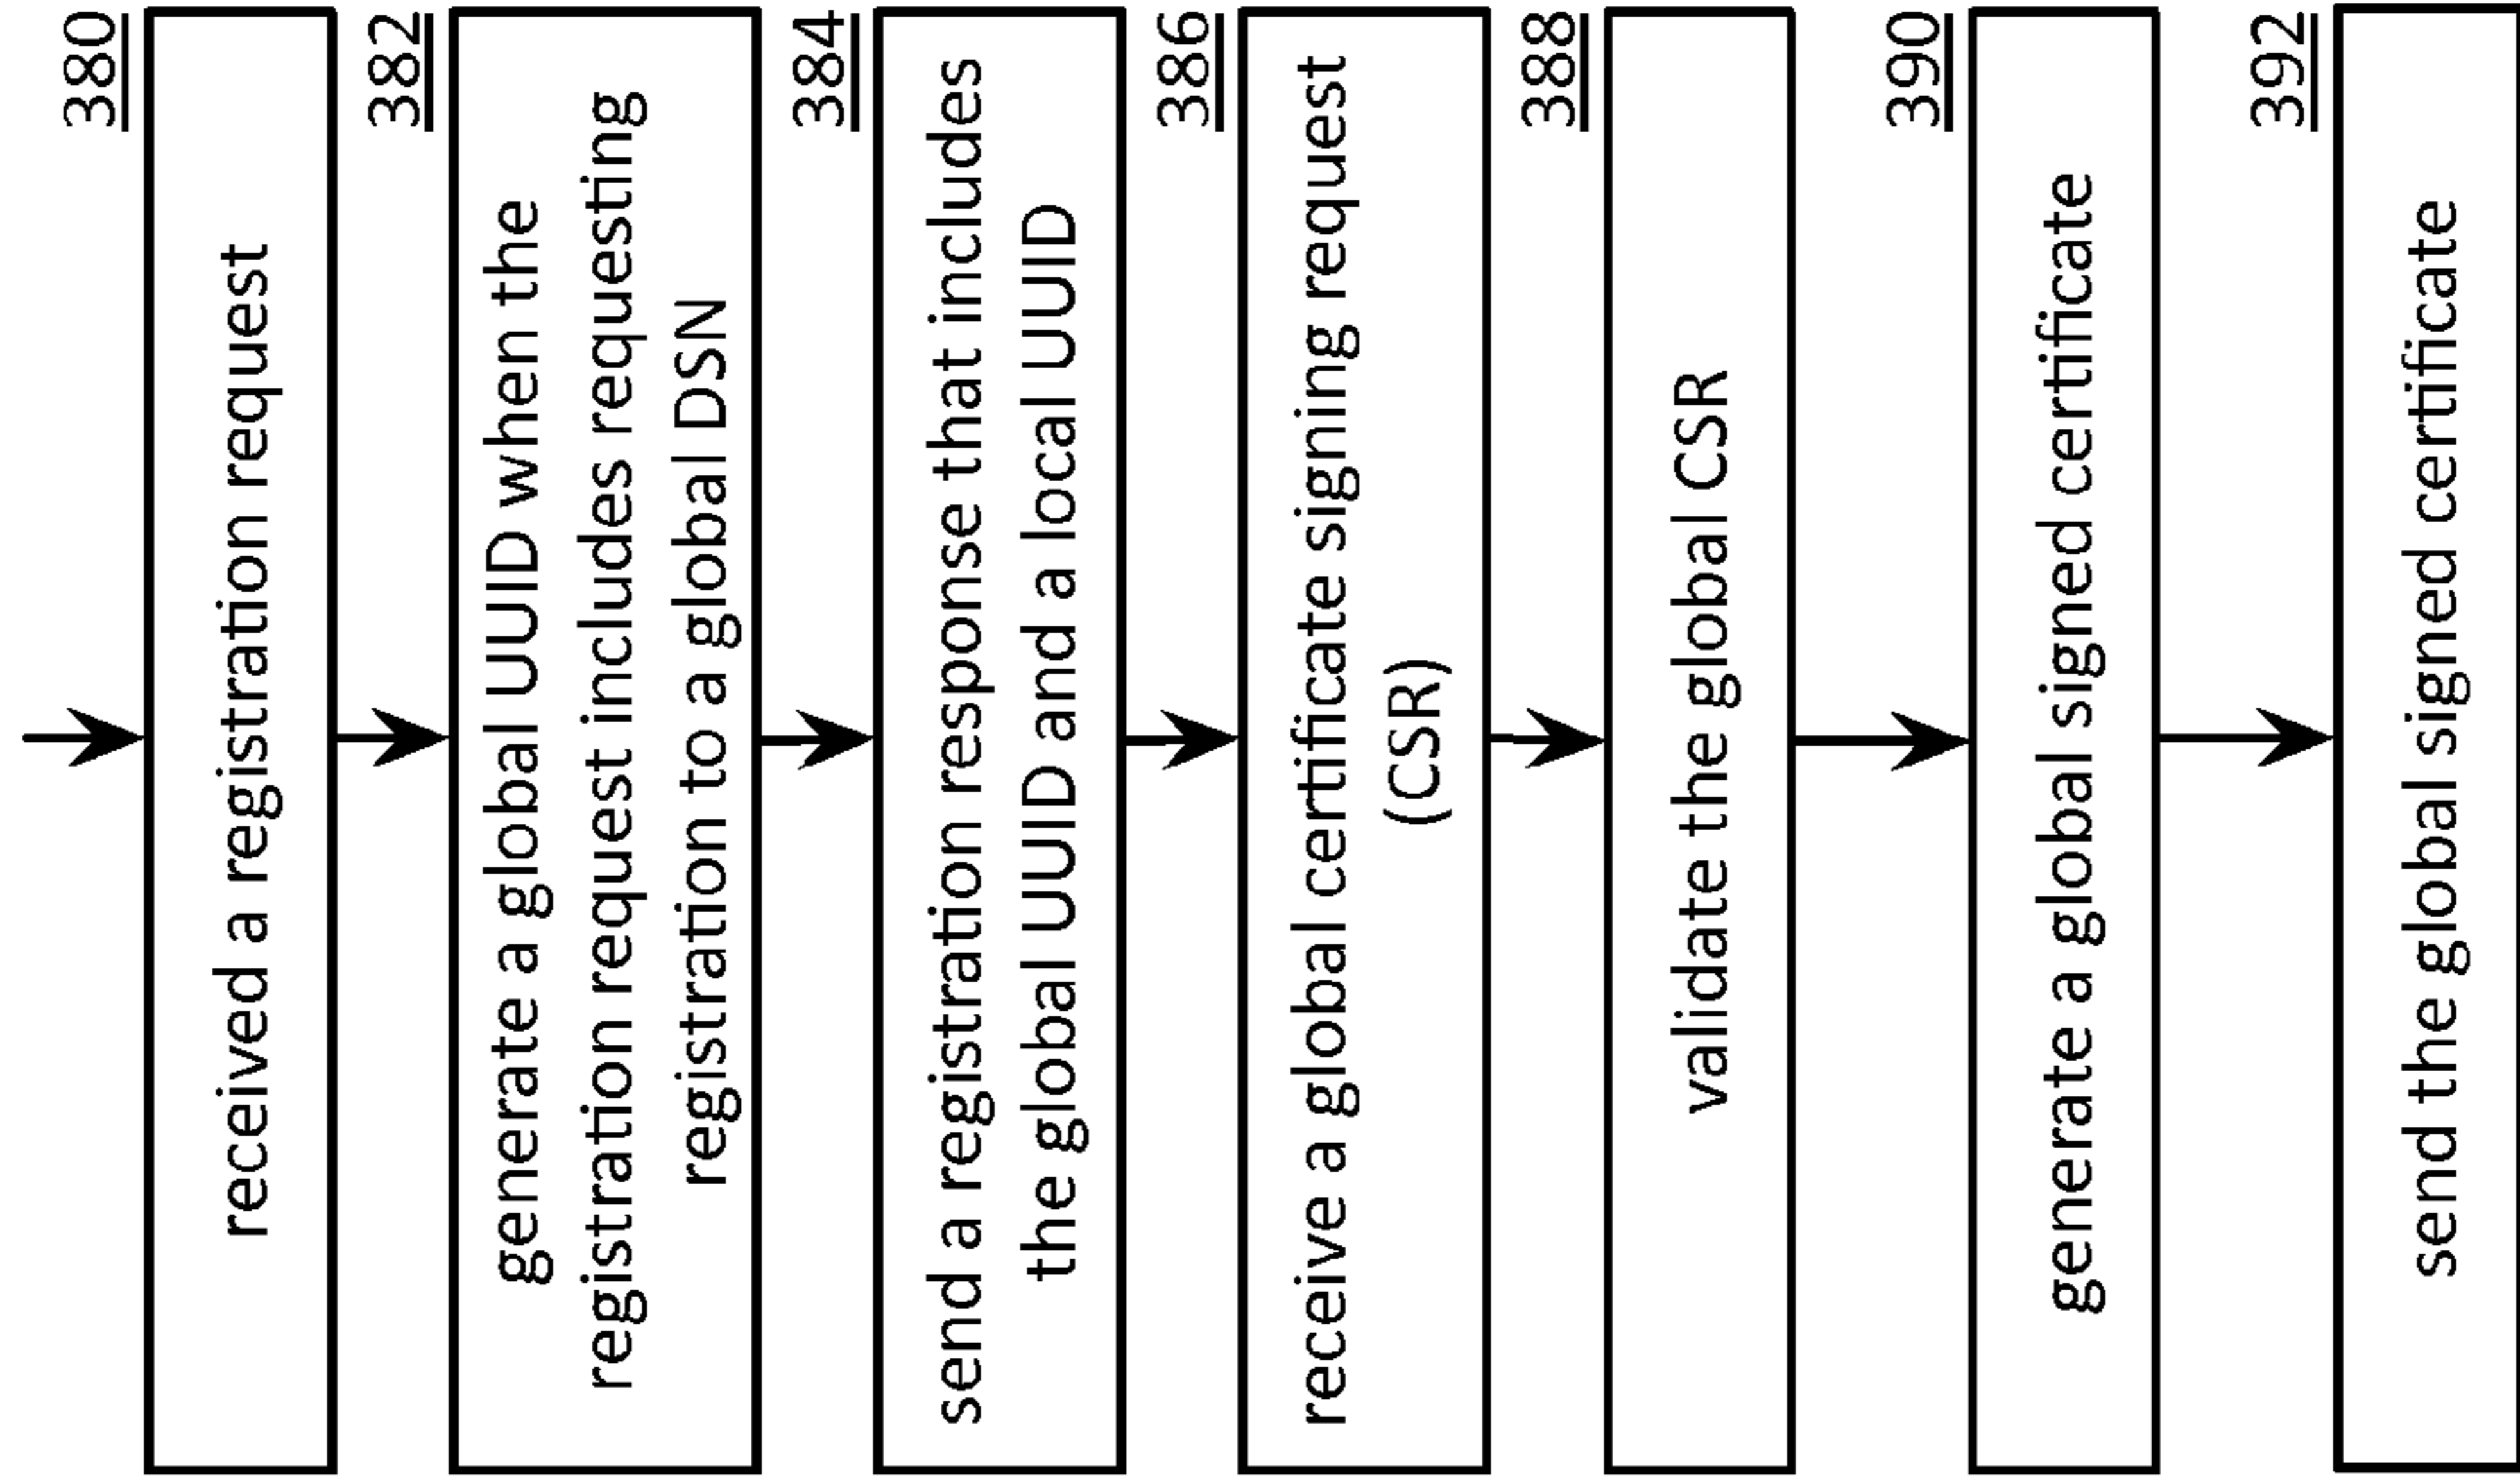 380
received a registration request
382
generate a global UUID when the
registration request includes requesting
registration to a global DSN
384
send a registration response that includes
the global UUID and a local UUID
386
receive a global certificate signing request
(CSR)
388
validate the global CSR
390
generate a global signed certificate
392
send the global signed certificate